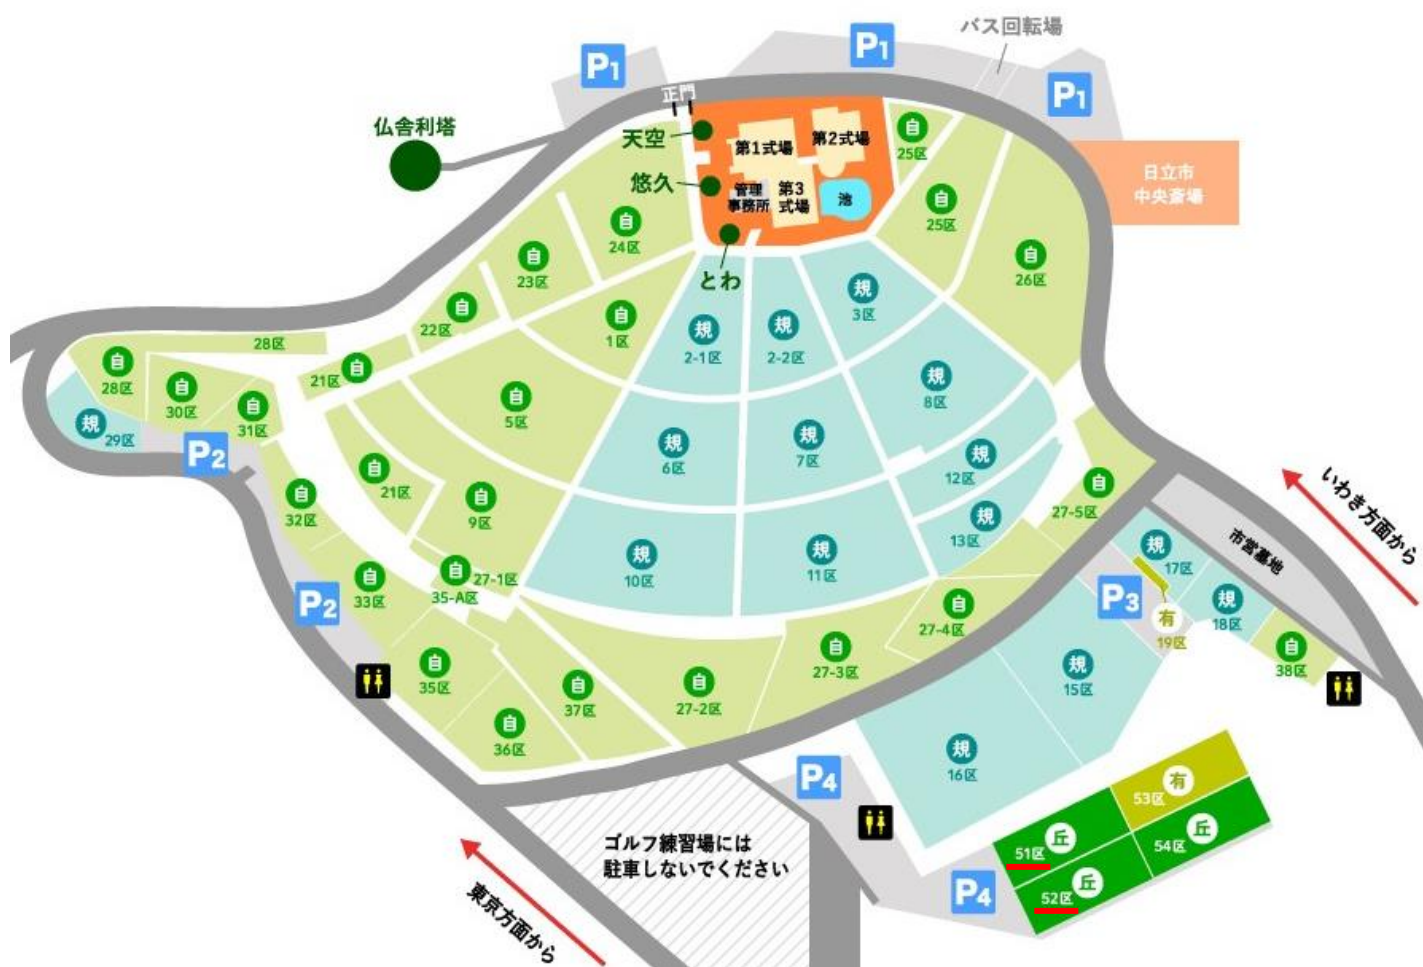 バス回転場
P1
P1
P1
正門
仏舎利塔
天空
第1式場
第2式場
自
25区
日立市
中央斎場
悠久
管理
事務所
第3
式場
池
自
24区
自
25区
とわ
自
23区
自
26区
自
22区
自
1区
規
2-1区
規
2-2区
規
3区
28区
自
28区
自
21区
自
30区
自
31区
規
29区
P2
自
5区
規
8区
規
6区
規
7区
規
12区
自
21区
自
32区
自
9区
自
27-5区
規
13区
いわき方面から
市営墓地
規
10区
規
11区
規
17区
自
27-1区
35-A区
自
33区
P2
P3
規
18区
有
19区
自
27-4区
自
27-3区
自
38区
自
35区
自
37区
自
27-2区
規
15区
自
36区
規
16区
P4
有
53区
丘
51区
丘
54区
丘
52区
P4
ゴルフ練習場には
駐車しないでください
東京方面から